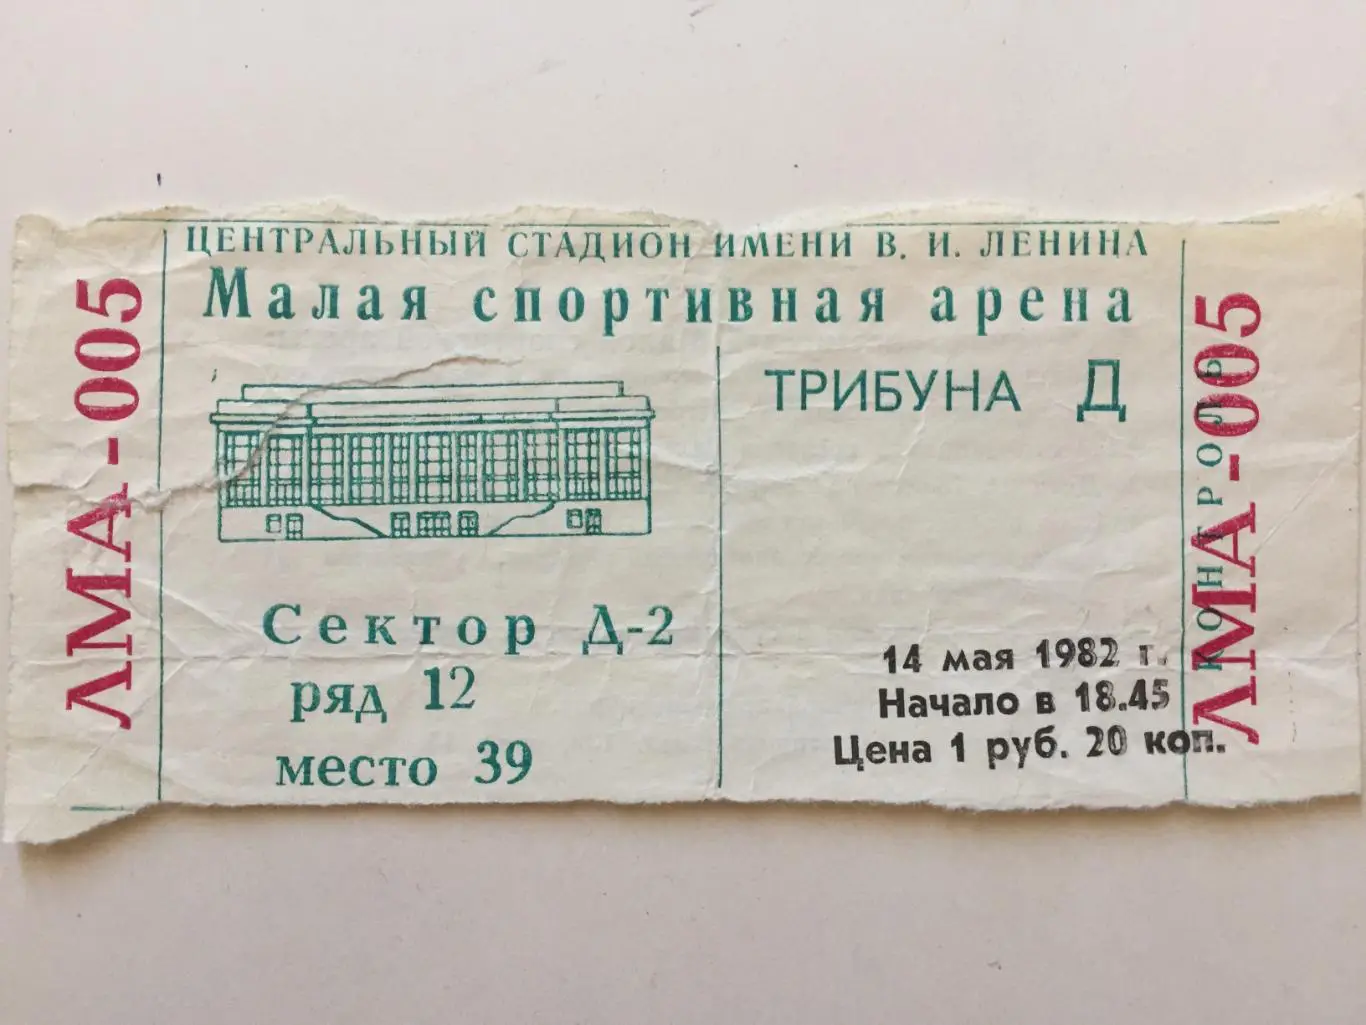 ЛМА-005
ЦЕНТРАЛЬНЫЙ СТАДИОН ИМЕНИ В. И. ЛЕНИНА
Малая спортивная арена
ТРИБУНА Д
Сектор Д-2
ряд 12
место 39
14 мая 1982 г.
Начало в 18.45
Цена 1 руб. 20 коп.
КОНТРОЛЬ
ЛМА-005